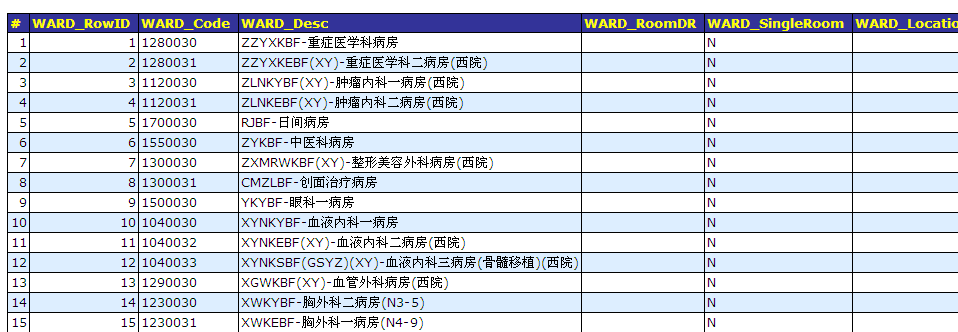 # WARD_RowID WARD_Code WARD_Desc WARD_RoomDR WARD_SingleRoom WARD_Locatio
1 1 1280030 ZZYXKBF-重症医学科病房 N
2 2 1280031 ZZYXKEBF(XY)-重症医学科二病房(西院) N
3 3 1120030 ZLNKYBF(XY)-肿瘤内科一病房(西院) N
4 4 1120031 ZLNKEBF(XY)-肿瘤内科二病房(西院) N
5 5 1700030 RJBF-日间病房 N
6 6 1550030 ZYKBF-中医科病房 N
7 7 1300030 ZXMRWKBF(XY)-整形美容外科病房(西院) N
8 8 1300031 CMZLBF-创面治疗病房 N
9 9 1500030 YKYBF-眼科一病房 N
10 10 1040030 XYNKYBF-血液内科一病房 N
11 11 1040032 XYNKEBF(XY)-血液内科二病房(西院) N
12 12 1040033 XYNKSBF(GSYZ)(XY)-血液内科三病房(骨髓移植)(西院) N
13 13 1290030 XGWKBF(XY)-血管外科病房(西院) N
14 14 1230030 XWKYBF-胸外科二病房(N3-5) N
15 15 1230031 XWKEBF-胸外科一病房(N4-9) N